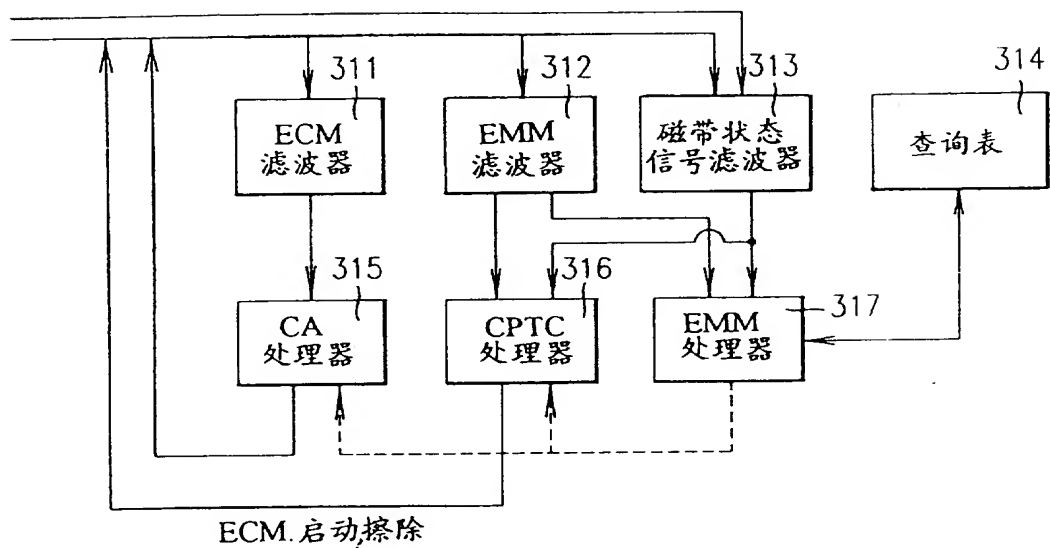 311
312
313
314
ECM
滤波器
EMM
滤波器
磁带状态
信号滤波器
查询表
315
316
317
CA
处理器
CPTC
处理器
EMM
处理器
ECM.启动,擦除